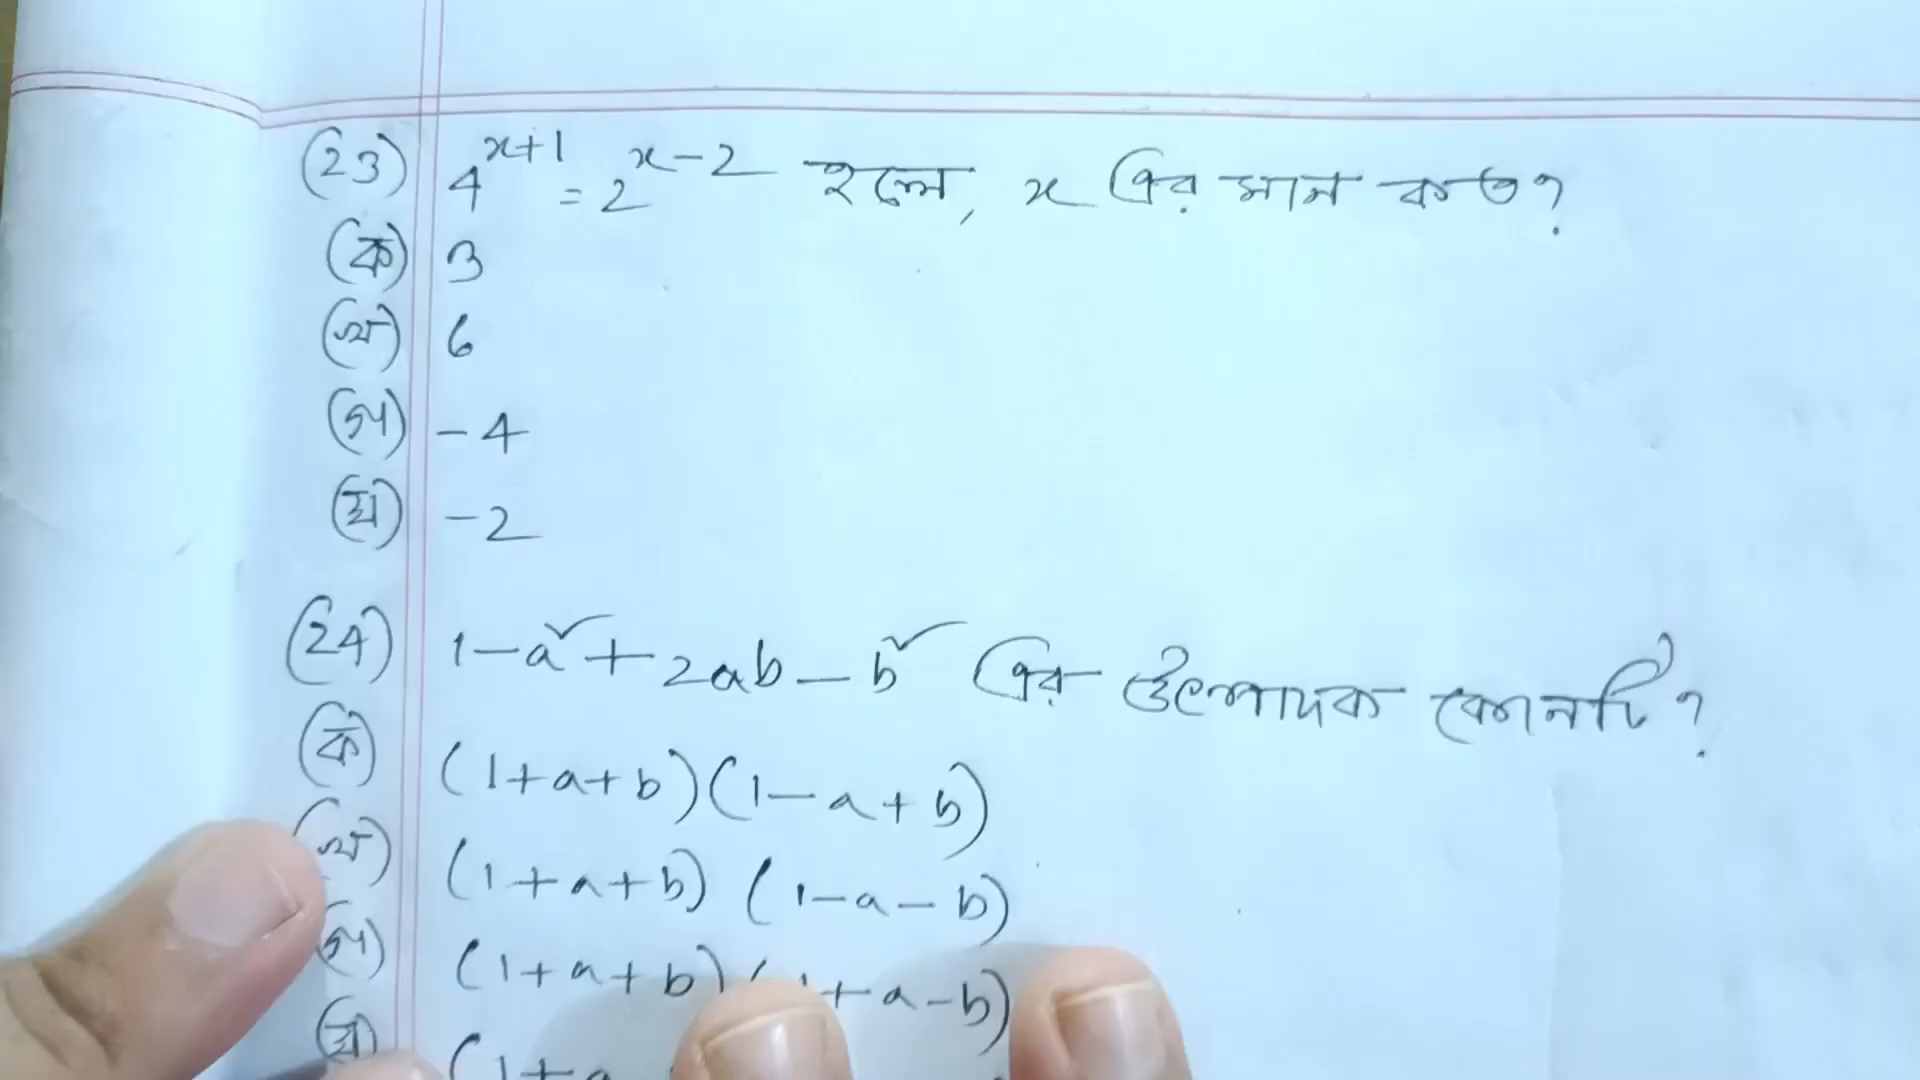 (23) 4^{x+1} = 2^{x-2} হলে, x এর মান কত?
(ক) 3
(খ) 6
(গ) -4
(ঘ) -2
(24) 1-a²+2ab-b² এর উৎপাদক কোনটি?
(ক) (1+a+b)(1-a+b)
(খ) (1+a+b) (1-a-b)
(গ) (1+a+b) +a-b)
(ঘ) (1+a